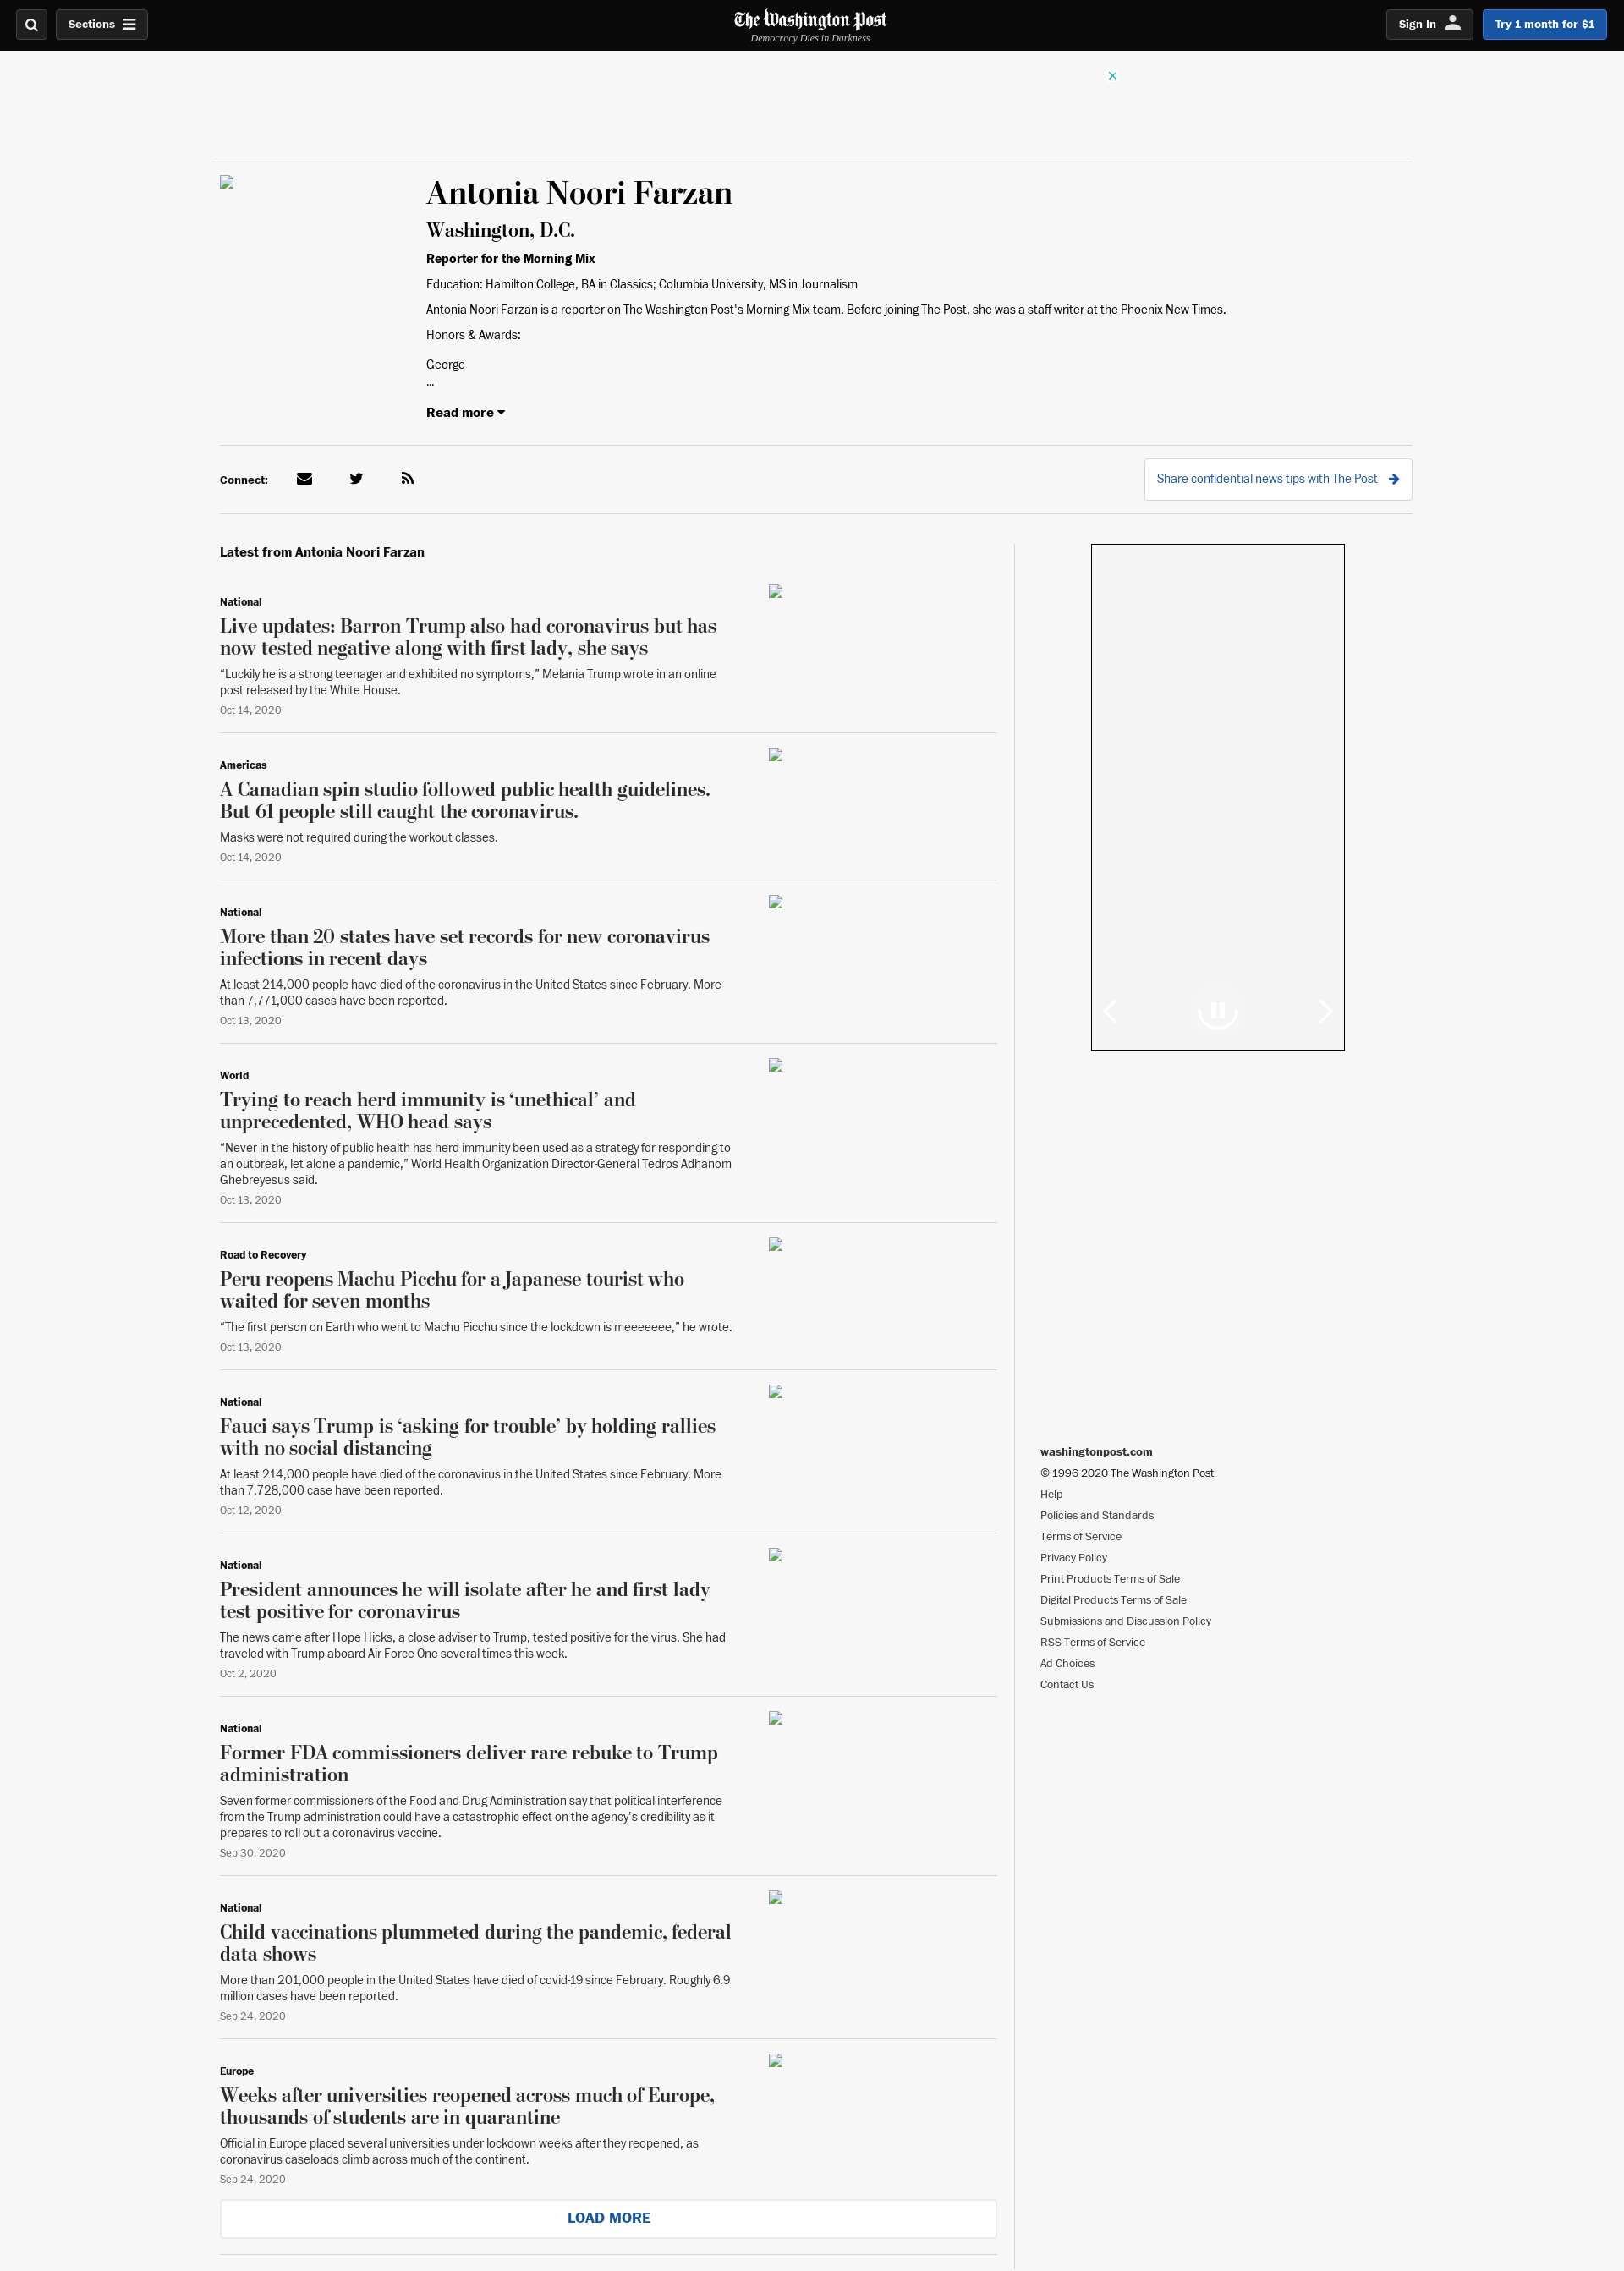 Sections
The Washington Post
Democracy Dies in Darkness
Sign In
Try 1 month for $1
Antonia Noori Farzan
Washington, D.C.
Reporter for the Morning Mix
Education: Hamilton College, BA in Classics; Columbia University, MS in Journalism
Antonia Noori Farzan is a reporter on The Washington Post's Morning Mix team. Before joining The Post, she was a staff writer at the Phoenix New Times.
Honors & Awards:
George
...
Read more
Connect:
Share confidential news tips with The Post
Latest from Antonia Noori Farzan
National
Live updates: Barron Trump also had coronavirus but has
now tested negative along with first lady, she says
“Luckily he is a strong teenager and exhibited no symptoms,” Melania Trump wrote in an online
post released by the White House.
Oct 14, 2020
Americas
A Canadian spin studio followed public health guidelines.
But 61 people still caught the coronavirus.
Masks were not required during the workout classes.
Oct 14, 2020
National
More than 20 states have set records for new coronavirus
infections in recent days
At least 214,000 people have died of the coronavirus in the United States since February. More
than 7,771,000 cases have been reported.
Oct 13, 2020
World
Trying to reach herd immunity is ‘unethical’ and
unprecedented, WHO head says
“Never in the history of public health has herd immunity been used as a strategy for responding to
an outbreak, let alone a pandemic,” World Health Organization Director-General Tedros Adhanom
Ghebreyesus said.
Oct 13, 2020
Road to Recovery
Peru reopens Machu Picchu for a Japanese tourist who
waited for seven months
“The first person on Earth who went to Machu Picchu since the lockdown is meeeeeee,” he wrote.
Oct 13, 2020
National
Fauci says Trump is ‘asking for trouble’ by holding rallies
with no social distancing
At least 214,000 people have died of the coronavirus in the United States since February. More
than 7,728,000 case have been reported.
Oct 12, 2020
National
President announces he will isolate after he and first lady
test positive for coronavirus
The news came after Hope Hicks, a close adviser to Trump, tested positive for the virus. She had
traveled with Trump aboard Air Force One several times this week.
Oct 2, 2020
National
Former FDA commissioners deliver rare rebuke to Trump
administration
Seven former commissioners of the Food and Drug Administration say that political interference
from the Trump administration could have a catastrophic effect on the agency’s credibility as it
prepares to roll out a coronavirus vaccine.
Sep 30, 2020
National
Child vaccinations plummeted during the pandemic, federal
data shows
More than 201,000 people in the United States have died of covid-19 since February. Roughly 6.9
million cases have been reported.
Sep 24, 2020
Europe
Weeks after universities reopened across much of Europe,
thousands of students are in quarantine
Official in Europe placed several universities under lockdown weeks after they reopened, as
coronavirus caseloads climb across much of the continent.
Sep 24, 2020
LOAD MORE
washingtonpost.com
© 1996-2020 The Washington Post
Help
Policies and Standards
Terms of Service
Privacy Policy
Print Products Terms of Sale
Digital Products Terms of Sale
Submissions and Discussion Policy
RSS Terms of Service
Ad Choices
Contact Us